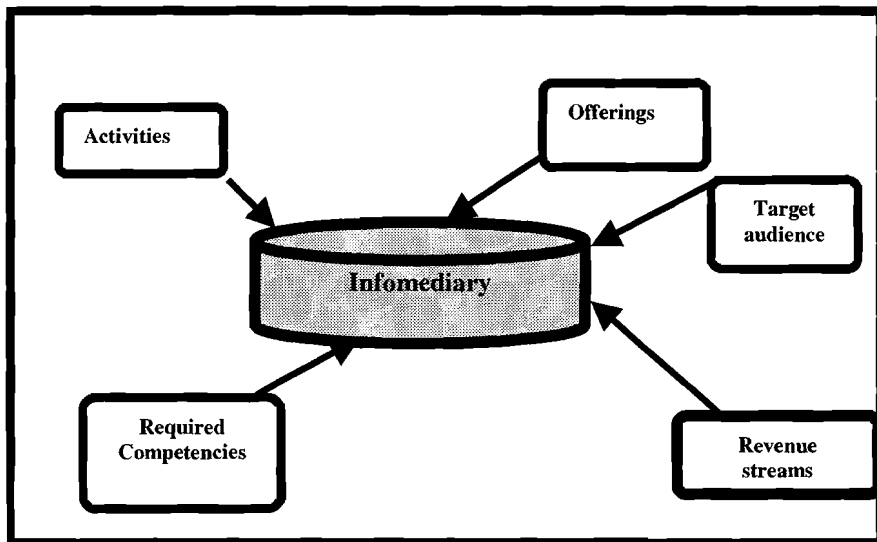 Activities
Offerings
Target
audience
Infomediary
Required
Competencies
Revenue
streams